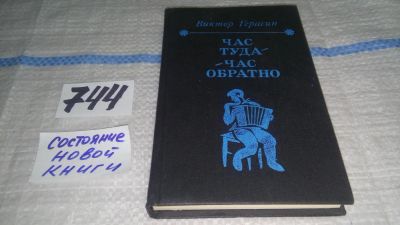 744
СОСТОЯНИЕ
НОВОЙ
КНИГИ
Виктор Герасин
ЧАС
ТУДА-
-ЧАС
ОБРАТНО